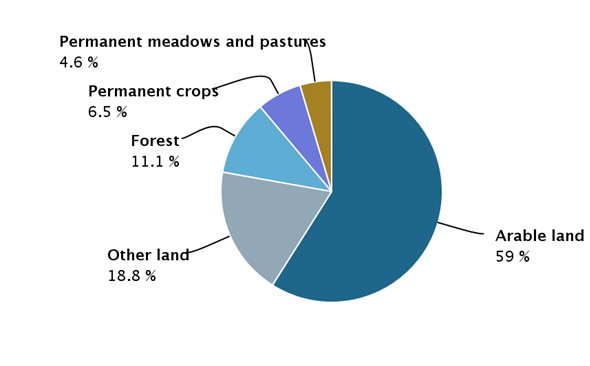 Permanent meadows and pastures
4.6 %
Permanent crops
6.5 %
Forest
11.1 %
Arable land
59 %
Other land
18.8 %